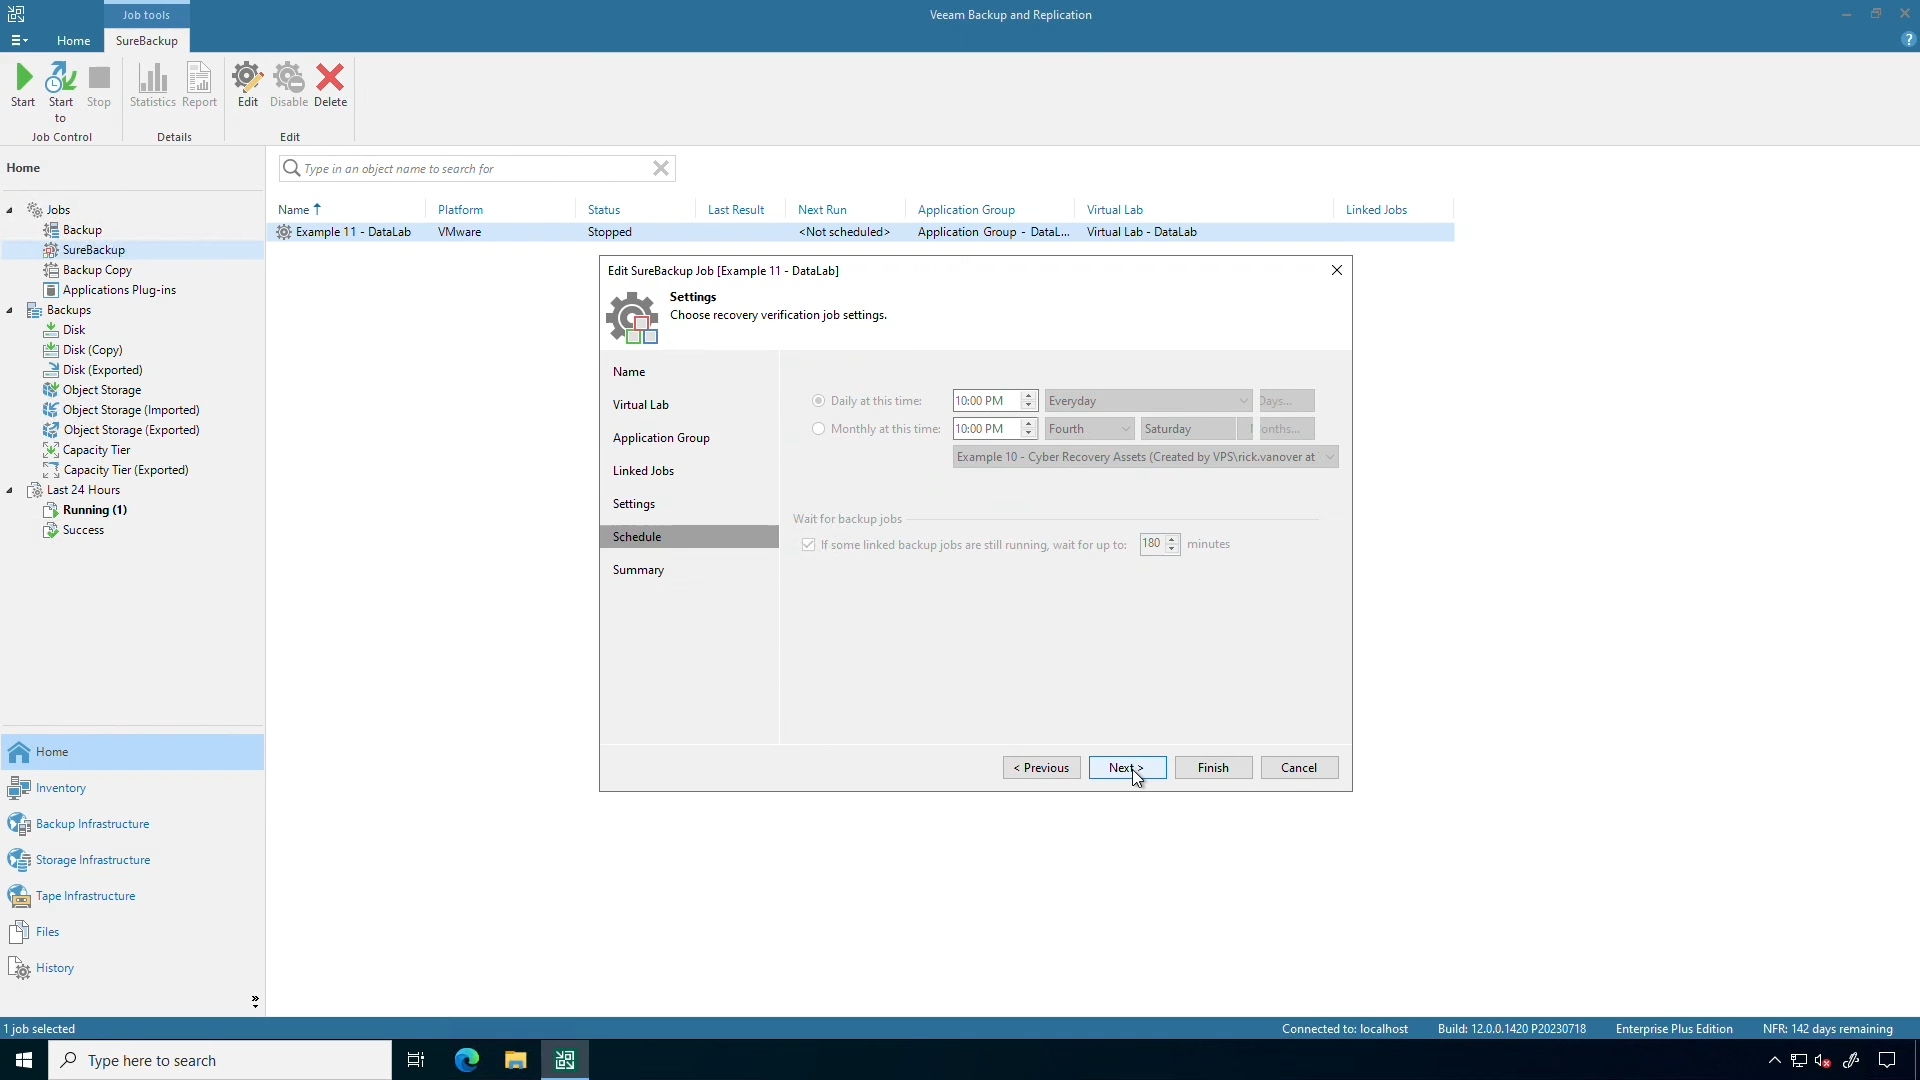 Job tools
Veeam Backup and Replication
Home
SureBackup
?
Start
Start to
Stop
Statistics
Report
Edit
Disable
Delete
Job Control
Details
Edit
Home
Type in an object name to search for
Jobs
Backup
SureBackup
Backup Copy
Applications Plug-ins
Backups
Disk
Disk (Copy)
Disk (Exported)
Object Storage
Object Storage (Imported)
Object Storage (Exported)
Capacity Tier
Capacity Tier (Exported)
Last 24 Hours
Running (1)
Success
Name Platform Status Last Result Next Run Application Group Virtual Lab Linked Jobs
Example 11 - DataLab VMware Stopped <Not scheduled> Application Group - DataL... Virtual Lab - DataLab
Edit SureBackup Job [Example 11 - DataLab]
Settings
Choose recovery verification job settings.
Name
Virtual Lab
Application Group
Linked Jobs
Settings
Schedule
Summary
Daily at this time: 10:00 PM Everyday Days...
Monthly at this time: 10:00 PM Fourth Saturday onths...
Example 10 - Cyber Recovery Assets (Created by VPS\rick.vanover at
Wait for backup jobs
If some linked backup jobs are still running, wait for up to: 180 minutes
< Previous
Next >
Finish
Cancel
Home
Inventory
Backup Infrastructure
Storage Infrastructure
Tape Infrastructure
Files
History
1 job selected
Connected to: localhost
Build: 12.0.0.1420 P20230718
Enterprise Plus Edition
NFR: 142 days remaining
Type here to search